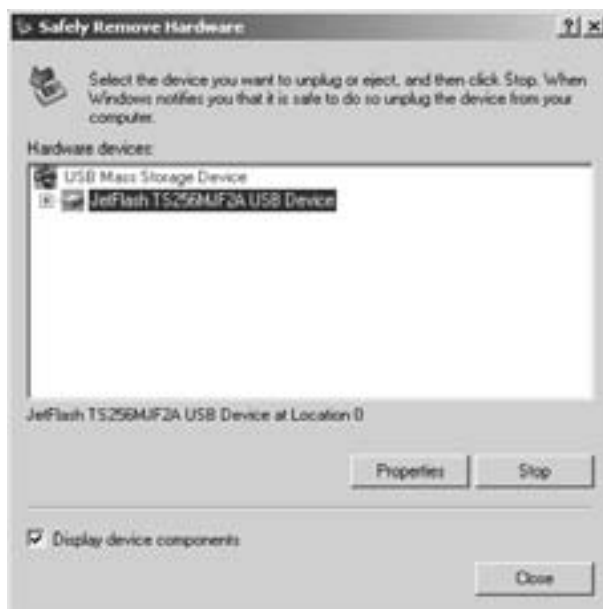 Safely Remove Hardware
Select the device you want to unplug or eject, and then click Stop. When
Windows notifies you that it is safe to do so unplug the device from your
computer.
Hardware devices:
USB Mass Storage Device
JetFlash TS256MJF2A USB Device
JetFlash TS256MJF2A USB Device at Location 0
Properties
Stop
Display device components
Close